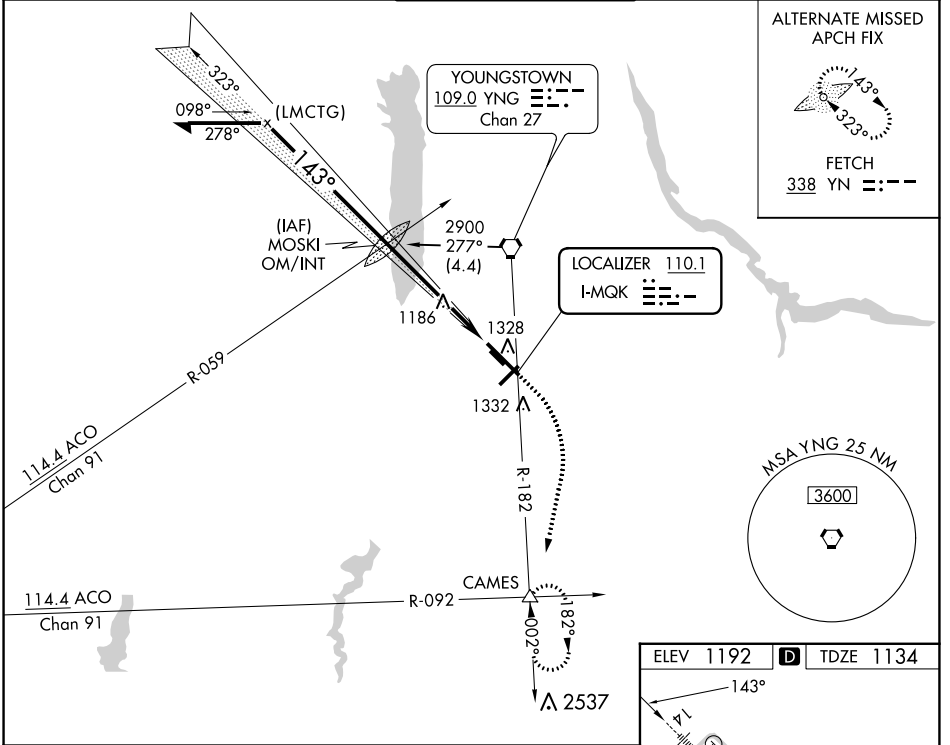 ALTERNATE MISSED
APCH FIX
143°
323°
FETCH
338 YN
323°
098°
278°
(LMCTG)
143°
YOUNGSTOWN
109.0 YNG
Chan 27
(IAF)
MOSKI
OM/INT
2900
277°
(4.4)
LOCALIZER 110.1
I-MQK
1186
1328
1332
R-059
114.4 ACO
Chan 91
R-182
MSA YNG 25 NM
3600
CAMES
114.4 ACO
Chan 91
R-092
002°
182°
2537
ELEV 1192 D TDZE 1134
143°
14